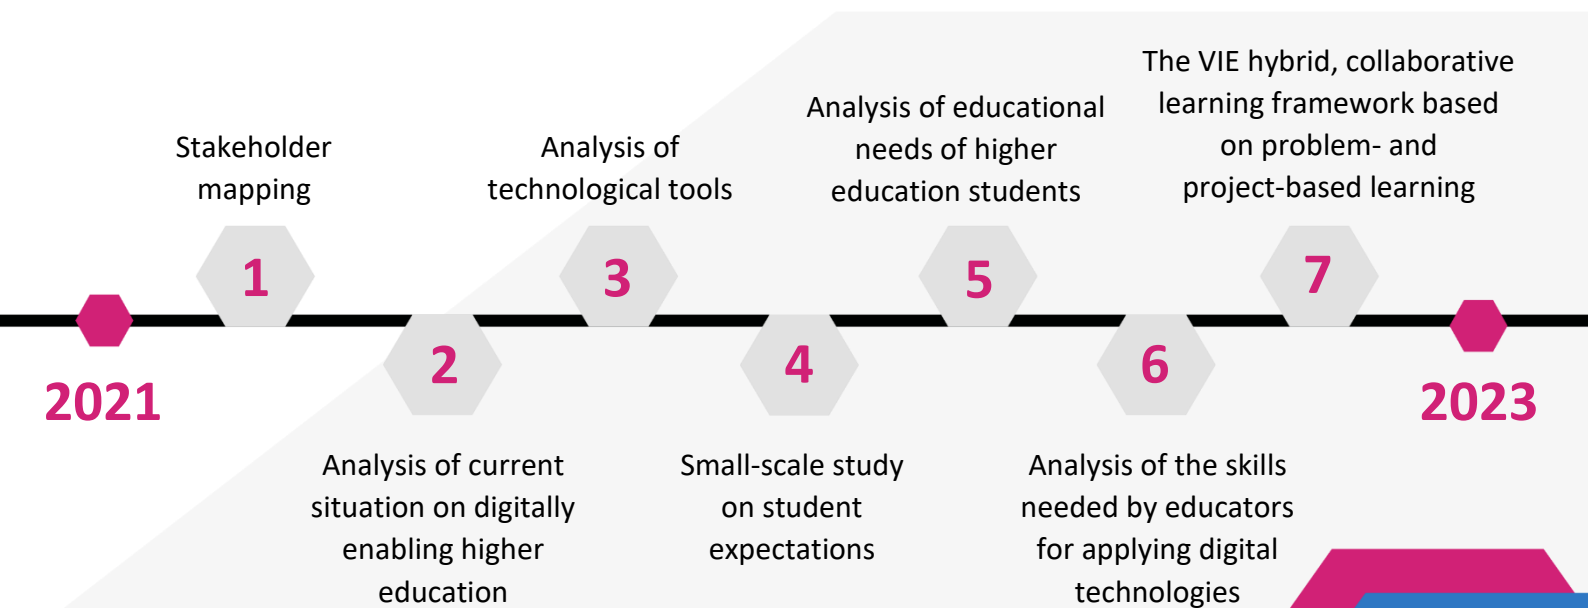 Stakeholder
mapping
1
Analysis of
technological tools
3
Analysis of educational
needs of higher
education students
5
The VIE hybrid, collaborative
learning framework based
on problem- and
project-based learning
7
2021
2
Analysis of current
situation on digitally
enabling higher
education
4
Small-scale study
on student
expectations
6
Analysis of the skills
needed by educators
for applying digital
technologies
2023